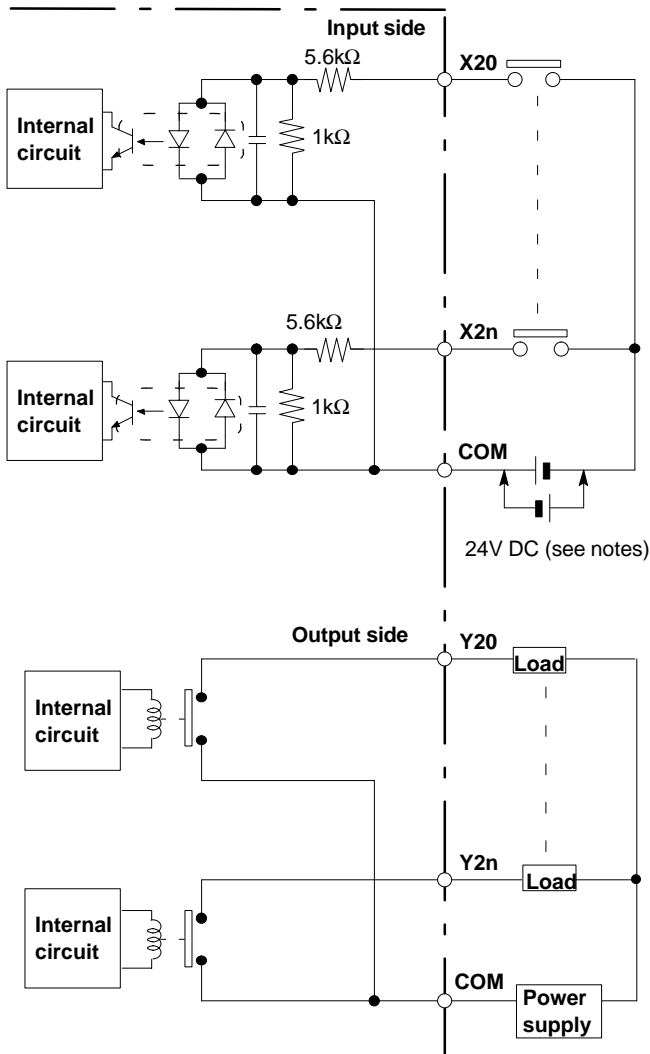 Input side
5.6kΩ
X20
Internal
circuit
1kΩ
5.6kΩ
X2n
Internal
circuit
1kΩ
COM
24V DC (see notes)
Output side
Y20
Load
Internal
circuit
Y2n
Load
Internal
circuit
COM
Power
supply